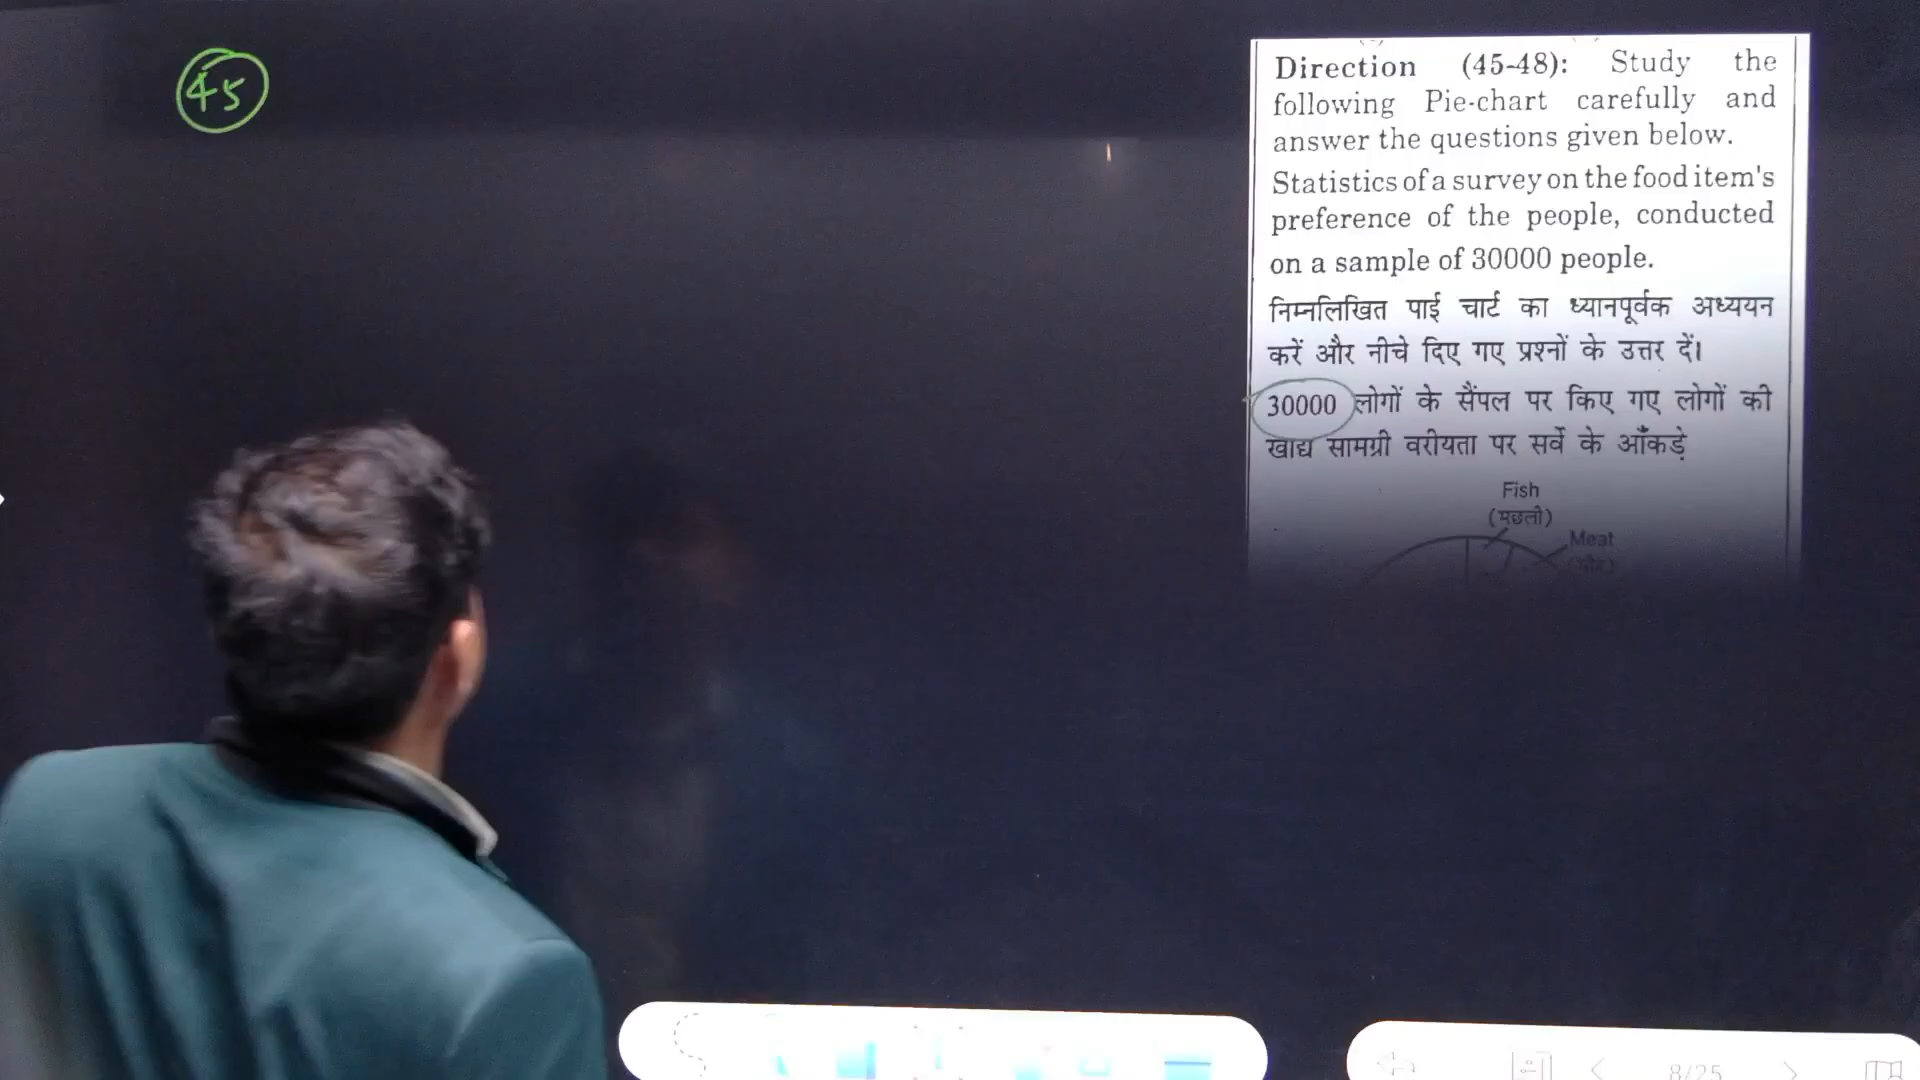 45
Direction (45-48): Study the
following Pie-chart carefully and
answer the questions given below.
Statistics of a survey on the food item's
preference of the people, conducted
on a sample of 30000 people.
निम्नलिखित पाई चार्ट का ध्यानपूर्वक अध्ययन
करें और नीचे दिए गए प्रश्नों के उत्तर दें।
30000 लोगों के सैंपल पर किए गए लोगों की
खाद्य सामग्री वरीयता पर सर्वे के आँकड़े
Fish
(मछली)
Meat
8/25